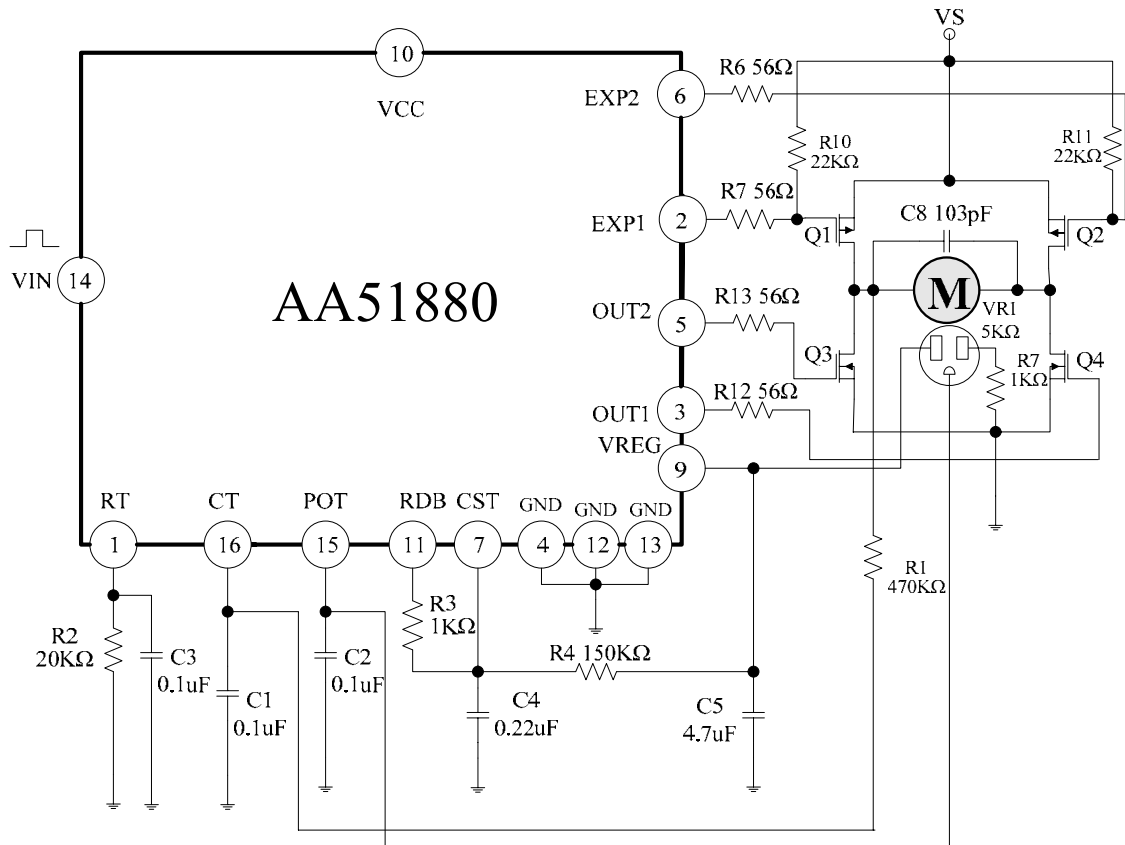 VS
10
VCC
R6 56Ω
EXP2
6
R10
22KΩ
R11
22KΩ
R7 56Ω
EXP1
2
C8 103pF
Q1
Q2
VIN
14
AA51880
M
OUT2
R13 56Ω
5
VR1
5KΩ
Q3
R7
1KΩ
Q4
R12 56Ω
OUT1
3
VREG
9
RT
CT
POT
RDB
CST
GND
GND
GND
1
16
15
11
7
4
12
13
R1
470KΩ
R3
1KΩ
R2
20KΩ
C3
0.1uF
C2
0.1uF
R4 150KΩ
C1
0.1uF
C4
0.22uF
C5
4.7uF